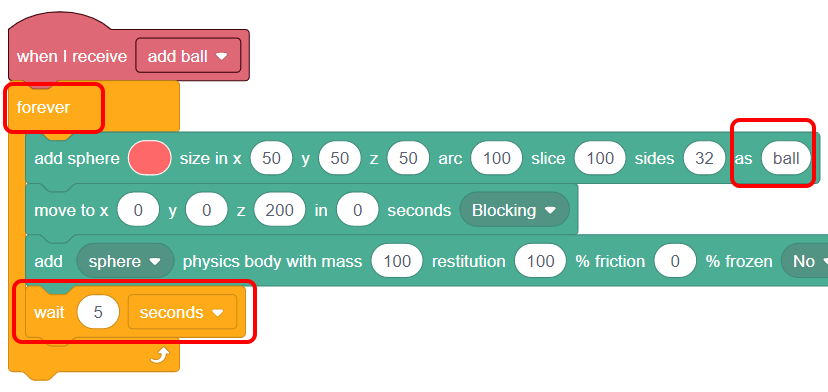 when I receive add ball
forever
add sphere size in x 50 y 50 z 50 arc 100 slice 100 sides 32 as ball
move to x 0 y 0 z 200 in 0 seconds Blocking
add sphere physics body with mass 100 restitution 100 % friction 0 % frozen No
wait 5 seconds